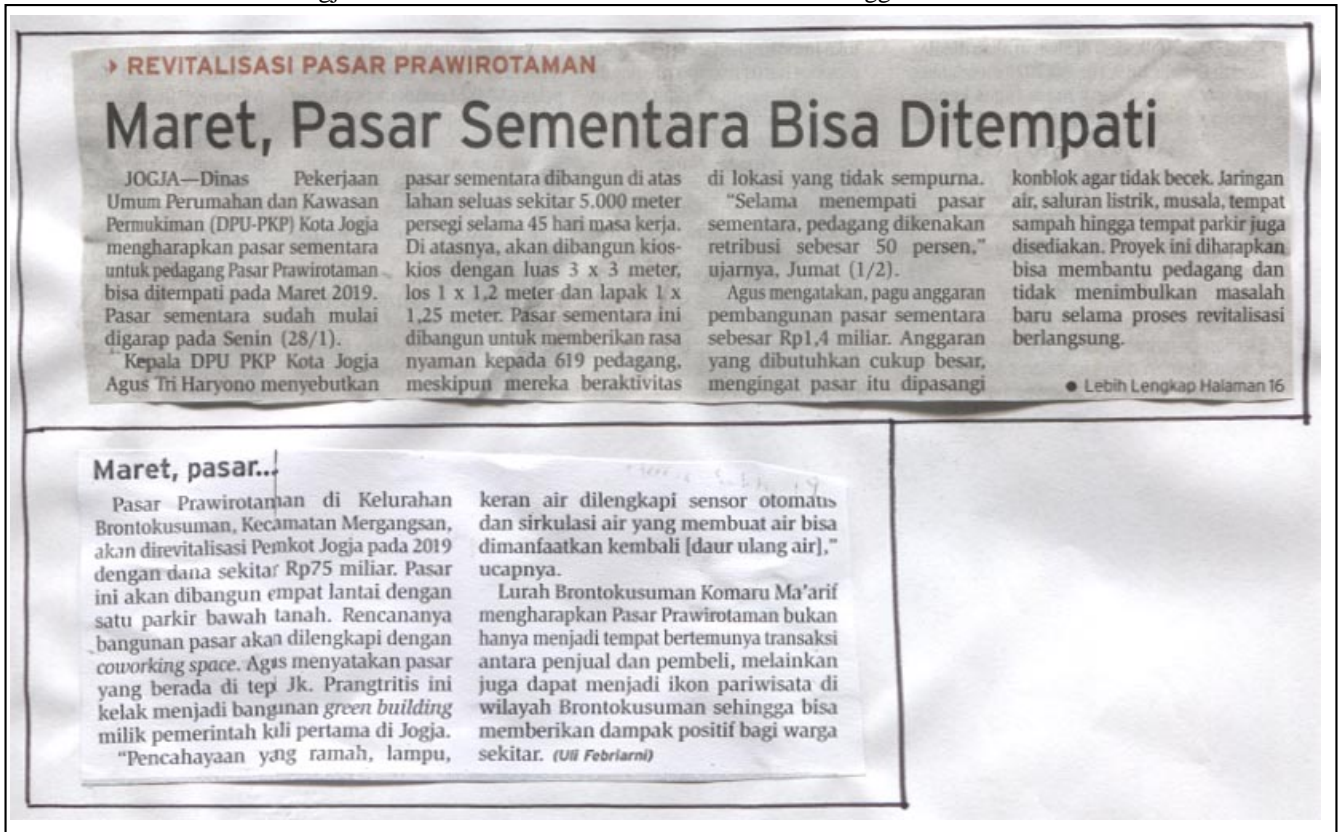 REVITALISASI PASAR PRAWIROTAMAN
Maret, Pasar Sementara Bisa Ditempati
JOGJA—Dinas Pekerjaan
Umum Perumahan dan Kawasan
Permukiman (DPU-PKP) Kota Jogja
mengharapkan pasar sementara
untuk pedagang Pasar Prawirotaman
bisa ditempati pada Maret 2019.
Pasar sementara sudah mulai
digarap pada Senin (28/1).
Kepala DPU PKP Kota Jogja
Agus Tri Haryono menyebutkan
pasar sementara dibangun di atas
lahan seluas sekitar 5.000 meter
persegi selama 45 hari masa kerja.
Di atasnya, akan dibangun kios-
kios dengan luas 3 x 3 meter,
los 1 x 1,2 meter dan lapak 1 x
1,25 meter. Pasar sementara ini
dibangun untuk memberikan rasa
nyaman kepada 619 pedagang,
meskipun mereka beraktivitas
di lokasi yang tidak sempurna.
"Selama menempati pasar
sementara, pedagang dikenakan
retribusi sebesar 50 persen,"
ujarnya, Jumat (1/2).
Agus mengatakan, pagu anggaran
pembangunan pasar sementara
sebesar Rp1,4 miliar. Anggaran
yang dibutuhkan cukup besar,
mengingat pasar itu dipasangi
konblok agar tidak becek. Jaringan
air, saluran listrik, musala, tempat
sampah hingga tempat parkir juga
disediakan. Proyek ini diharapkan
bisa membantu pedagang dan
tidak menimbulkan masalah
baru selama proses revitalisasi
berlangsung.
● Lebih Lengkap Halaman 16
Maret, pasar...
Pasar Prawirotaman di Kelurahan
Brontokusuman, Kecamatan Mergangsan,
akan direvitalisasi Pemkot Jogja pada 2019
dengan dana sekitar Rp75 miliar. Pasar
ini akan dibangun empat lantai dengan
satu parkir bawah tanah. Rencananya
bangunan pasar akan dilengkapi dengan
coworking space. Agus menyatakan pasar
yang berada di tepi Jk. Prangtritis ini
kelak menjadi bangunan green building
milik pemerintah kali pertama di Jogja.
"Pencahayaan yang ramah, lampu,
keran air dilengkapi sensor otomatis
dan sirkulasi air yang membuat air bisa
dimanfaatkan kembali [daur ulang air],"
ucapnya.
Lurah Brontokusuman Komaru Ma'arif
mengharapkan Pasar Prawirotaman bukan
hanya menjadi tempat bertemunya transaksi
antara penjual dan pembeli, melainkan
juga dapat menjadi ikon pariwisata di
wilayah Brontokusuman sehingga bisa
memberikan dampak positif bagi warga
sekitar. (Uli Febriarni)